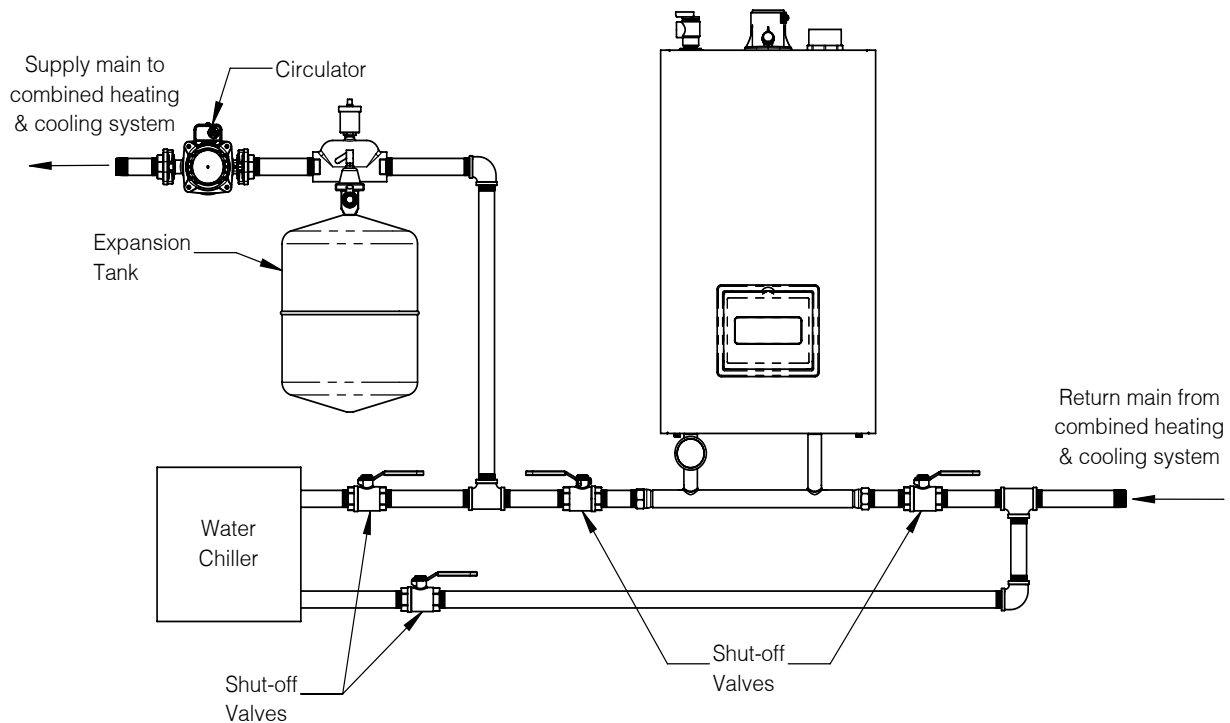 Supply main to
combined heating
& cooling system
Circulator
Expansion
Tank
Return main from
combined heating
& cooling system
Water
Chiller
Shut-off
Valves
Shut-off
Valves